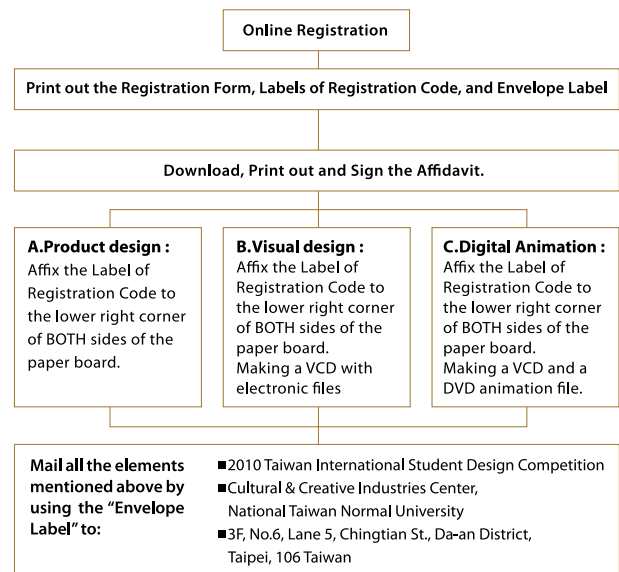 Online Registration
Print out the Registration Form, Labels of Registration Code, and Envelope Label
Download, Print out and Sign the Affidavit.
A.Product design :
Affix the Label of
Registration Code to
the lower right corner
of BOTH sides of the
paper board.
B.Visual design :
Affix the Label of
Registration Code to
the lower right corner
of BOTH sides of the
paper board.
Making a VCD with
electronic files
C.Digital Animation :
Affix the Label of
Registration Code to
the lower right corner
of BOTH sides of the
paper board.
Making a VCD and a
DVD animation file.
Mail all the elements
mentioned above by
using the “Envelope
Label” to:
■2010 Taiwan International Student Design Competition
■Cultural & Creative Industries Center,
National Taiwan Normal University
■3F, No.6, Lane 5, Chingtian St., Da-an District,
Taipei, 106 Taiwan